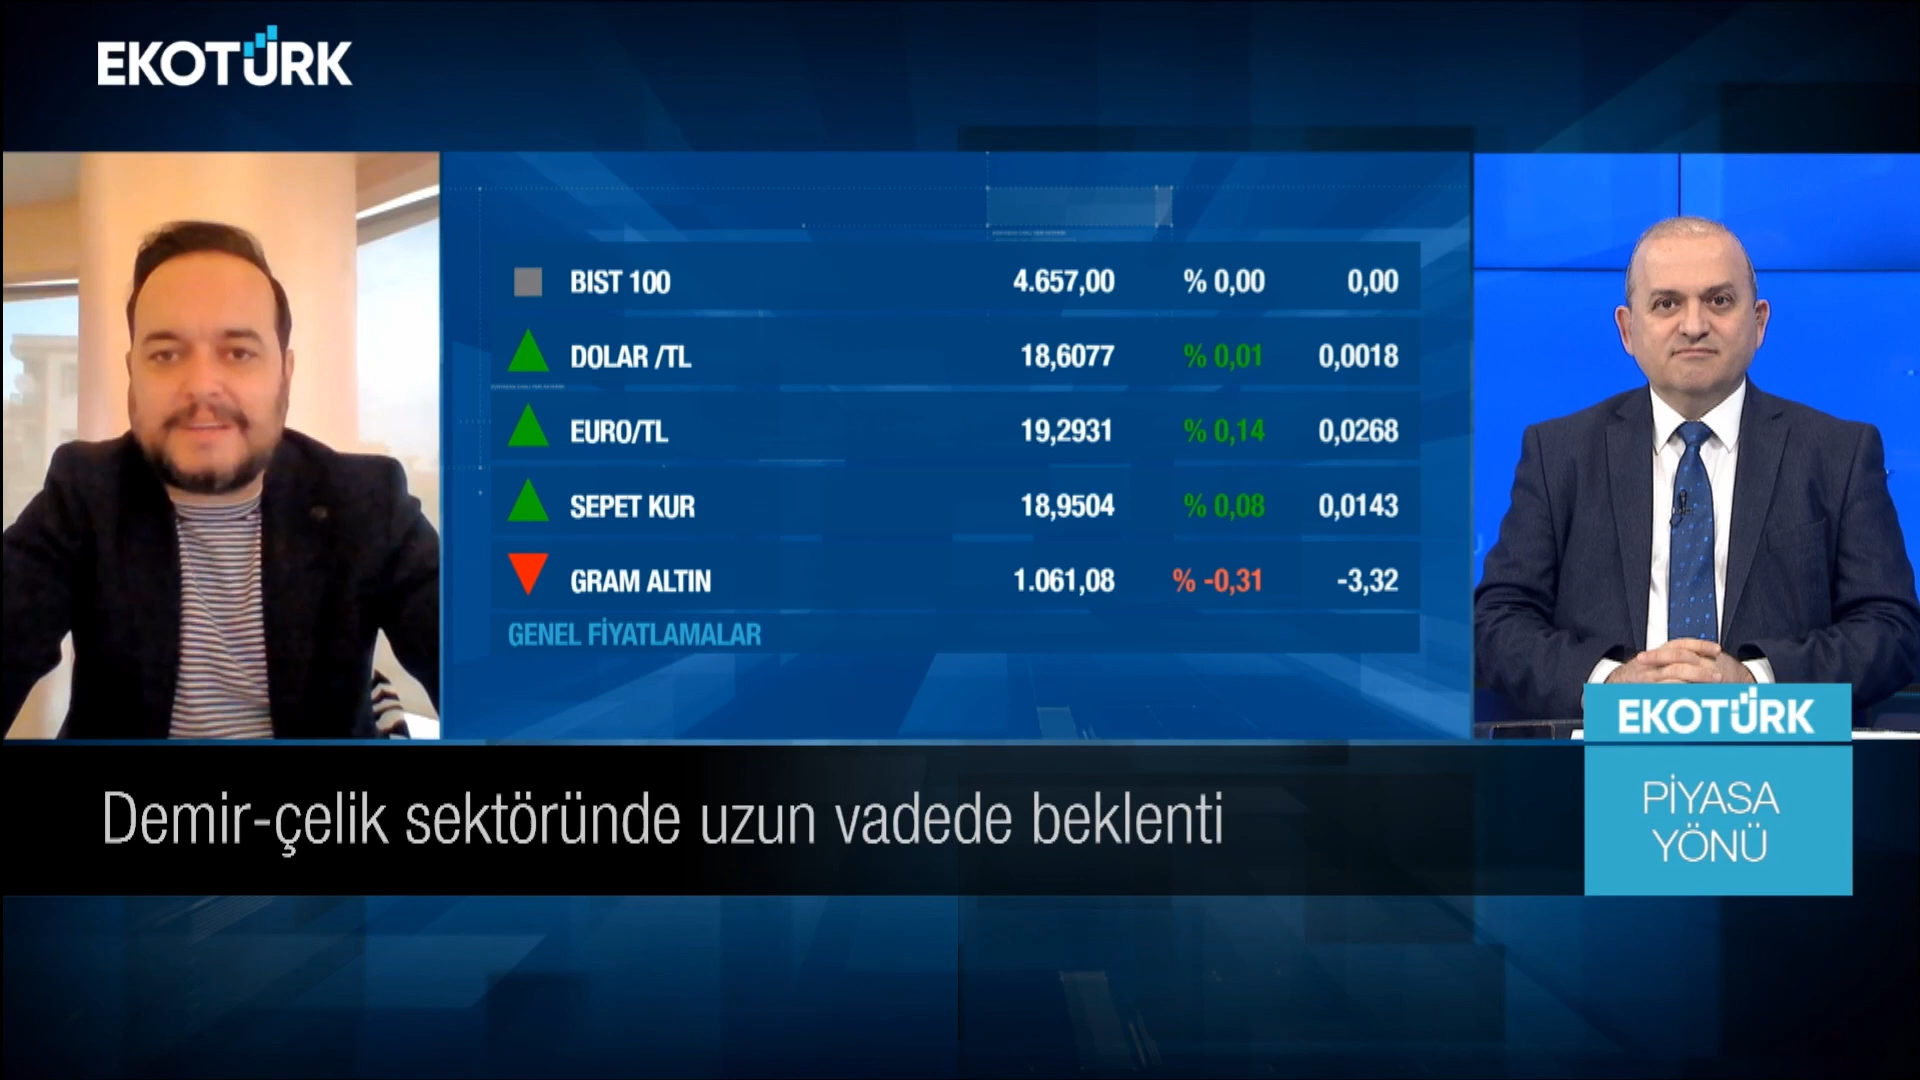 EKOTÜRK
BIST 100 4.657,00 % 0,00 0,00
DOLAR /TL 18,6077 % 0,01 0,0018
EURO/TL 19,2931 % 0,14 0,0268
SEPET KUR 18,9504 % 0,08 0,0143
GRAM ALTIN 1.061,08 % -0,31 -3,32
GENEL FİYATLAMALAR
EKOTÜRK
Demir-çelik sektöründe uzun vadede beklenti
PİYASA
YÖNÜ